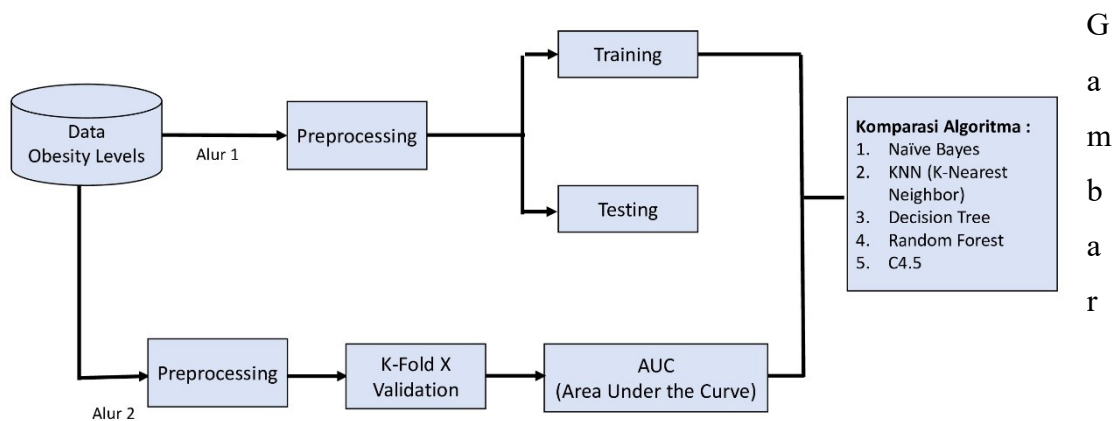 Data
Obesity Levels
Alur 1
Preprocessing
Training
Testing
Alur 2
Preprocessing
K-Fold X
Validation
AUC
(Area Under the Curve)
Komparasi Algoritma :
1. Naïve Bayes
2. KNN (K-Nearest
Neighbor)
3. Decision Tree
4. Random Forest
5. C4.5
G
a
m
b
a
r